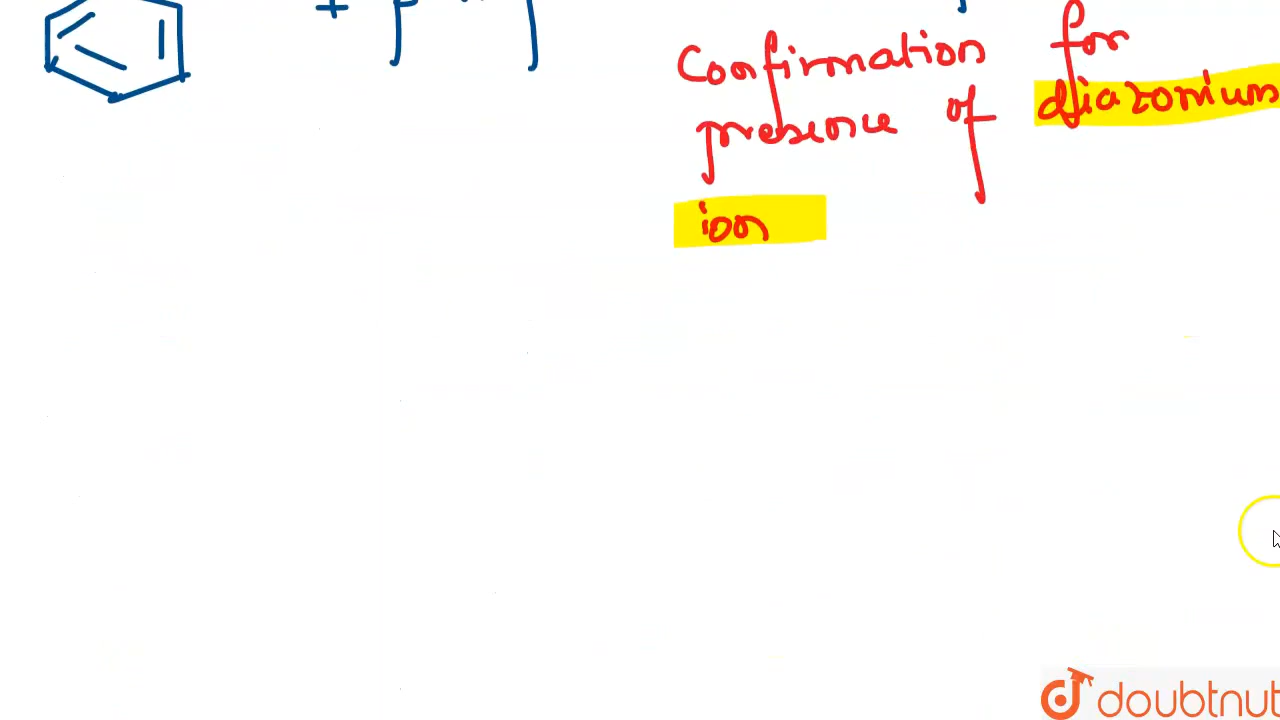 +
Confirmation for
presence of diazonium
ion
doubtnut